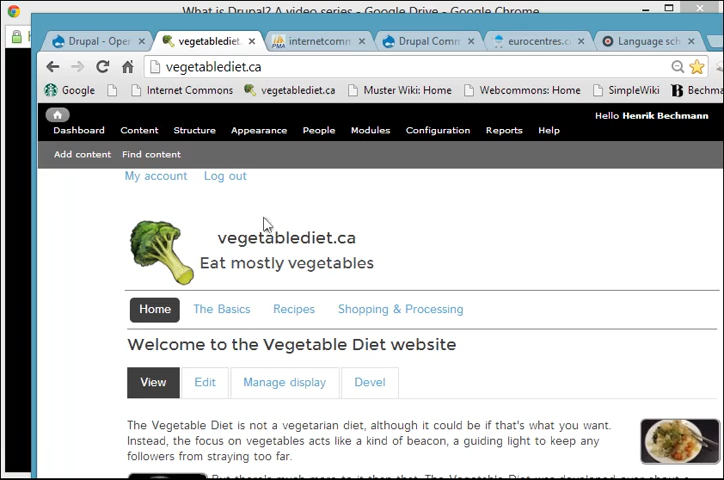 What is Drupal? A video series - Google Drive - Google Chrome
Drupal - Open
vegetablediet.
internetcomm
Drupal Comm
eurocentres.c
Language sch
vegetablediet.ca
Google
Internet Commons
vegetablediet.ca
Muster Wiki: Home
Webcommons: Home
SimpleWiki
Bechma
Hello Henrik Bechmann
Dashboard Content Structure Appearance People Modules Configuration Reports Help
Add content Find content
My account Log out
vegetablediet.ca
Eat mostly vegetables
Home The Basics Recipes Shopping & Processing
Welcome to the Vegetable Diet website
View Edit Manage display Devel
The Vegetable Diet is not a vegetarian diet, although it could be if that's what you want.
Instead, the focus on vegetables acts like a kind of beacon, a guiding light to keep any
followers from straying too far.